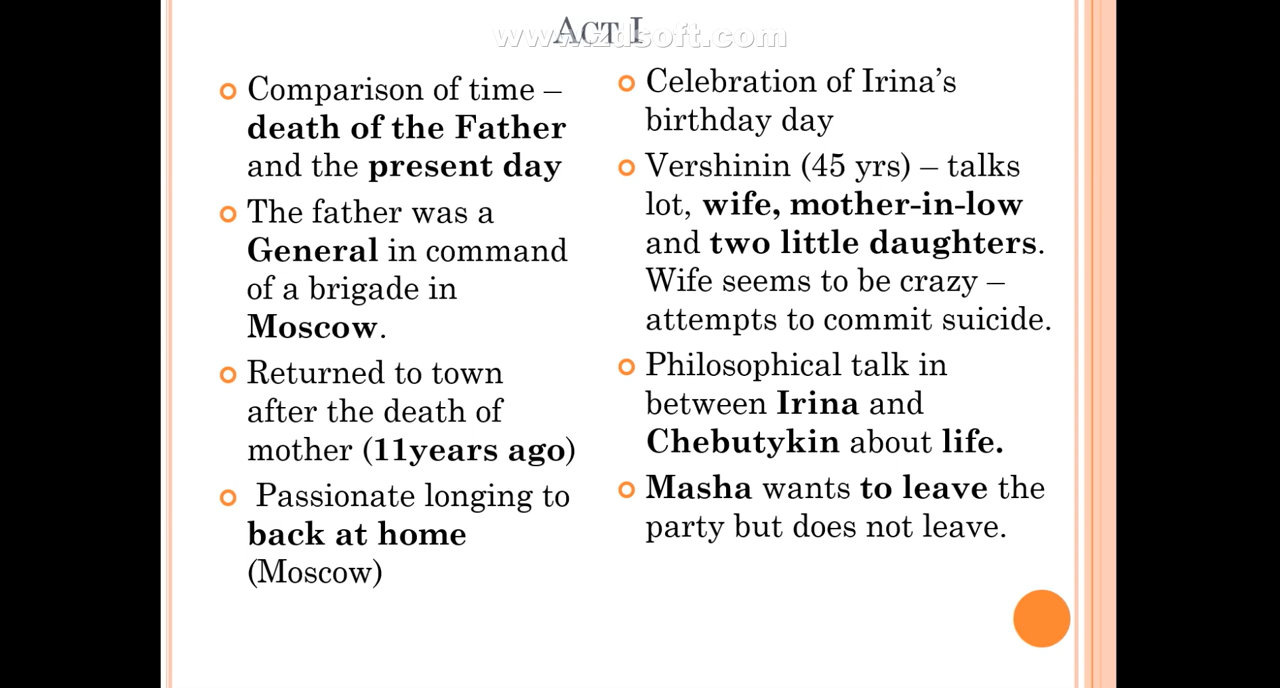 Act I
www.zdsoft.com
Comparison of time –
death of the Father
and the present day
The father was a
General in command
of a brigade in
Moscow.
Returned to town
after the death of
mother (11years ago)
Passionate longing to
back at home
(Moscow)
Celebration of Irina’s
birthday day
Vershinin (45 yrs) – talks
lot, wife, mother-in-low
and two little daughters.
Wife seems to be crazy –
attempts to commit suicide.
Philosophical talk in
between Irina and
Chebutykin about life.
Masha wants to leave the
party but does not leave.